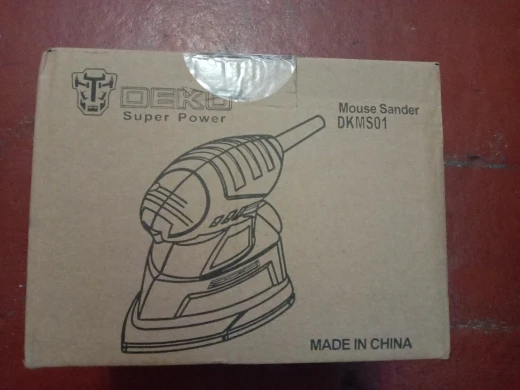 DEKO
Super Power
Mouse Sander
DKMS01
MADE IN CHINA